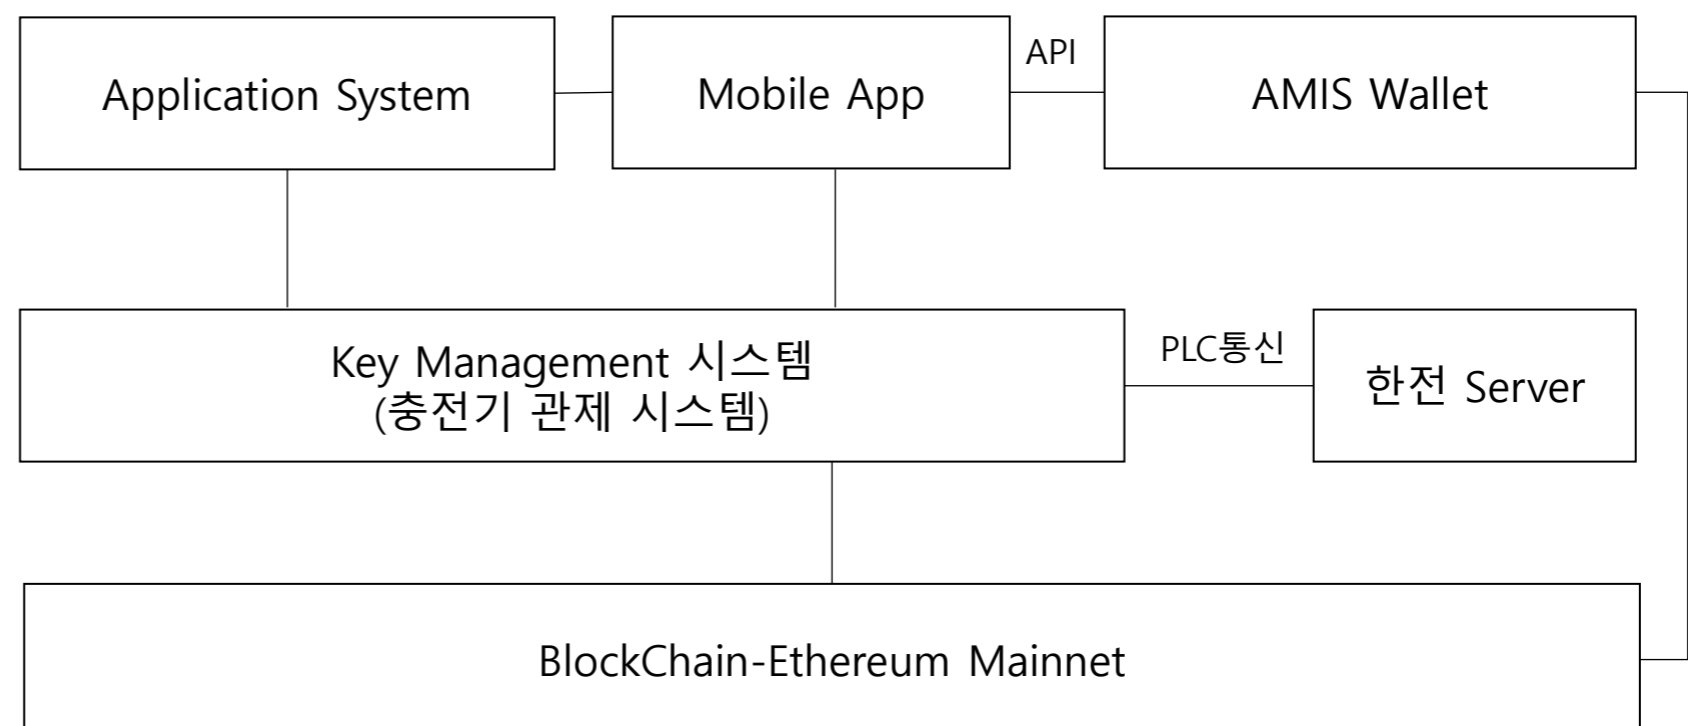 Application System
Mobile App
API
AMIS Wallet
Key Management 시스템
(충전기 관제 시스템)
PLC통신
한전 Server
BlockChain-Ethereum Mainnet